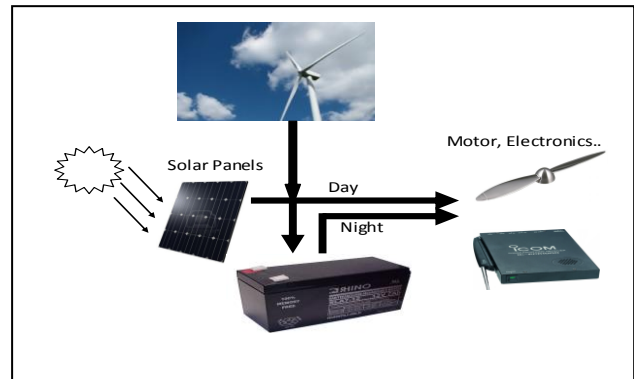 Solar Panels
Day
Night
Motor, Electronics..
RHINO
ICOM